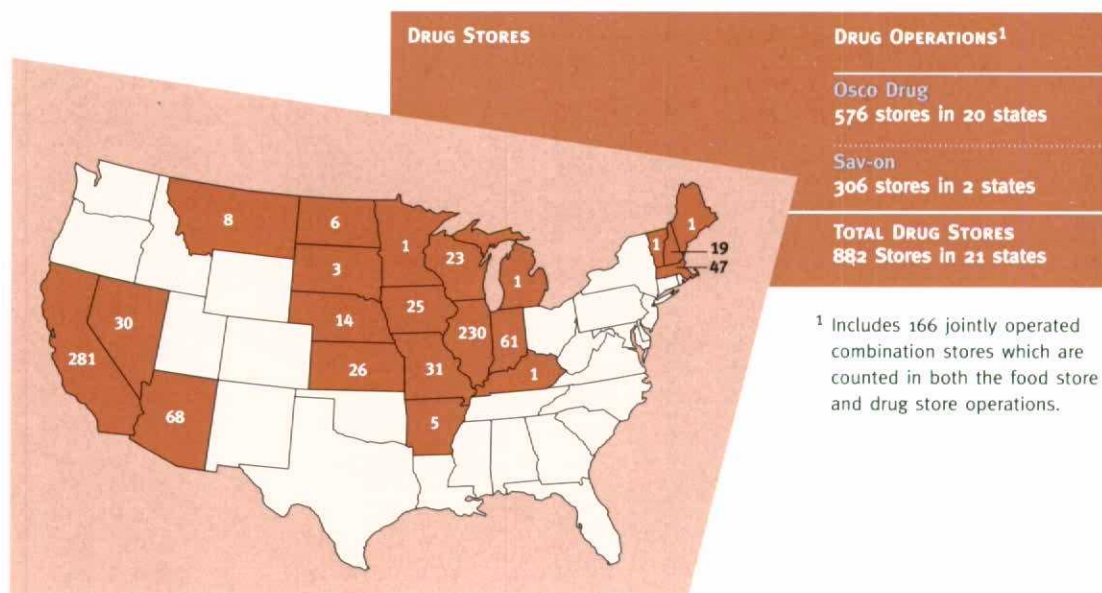 DRUG STORES
DRUG OPERATIONS¹
Osco Drug
576 stores in 20 states
Sav-on
306 stores in 2 states
TOTAL DRUG STORES
882 Stores in 21 states
¹ Includes 166 jointly operated
combination stores which are
counted in both the food store
and drug store operations.
8
6
1
1
1
19
47
23
1
3
25
30
14
230
61
281
26
31
1
68
5